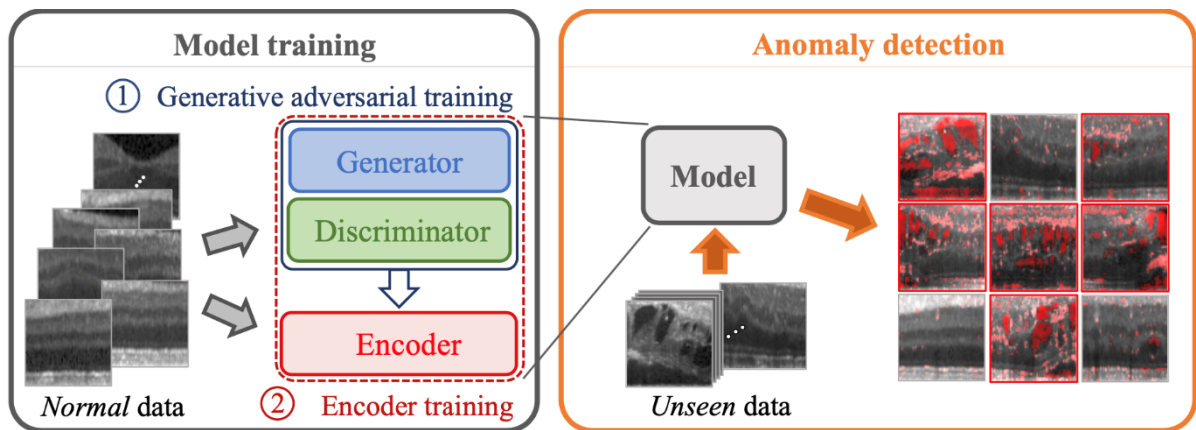 Model training
① Generative adversarial training
Generator
Discriminator
Encoder
Normal data
② Encoder training
Anomaly detection
Model
Unseen data